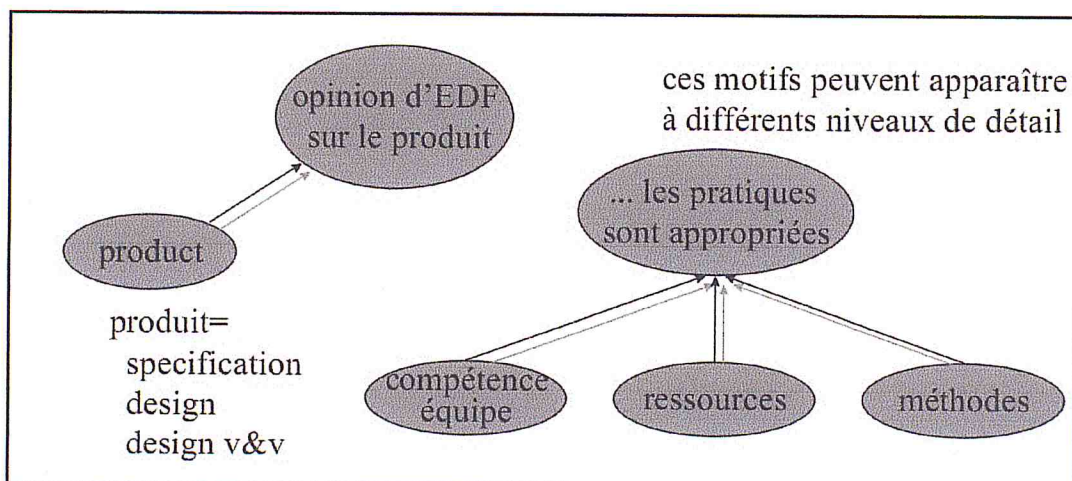 opinion d'EDF
sur le produit
product
produit=
specification
design
design v&v
ces motifs peuvent apparaître
à différents niveaux de détail
... les pratiques
sont appropriées
compétence
équipe
ressources
méthodes